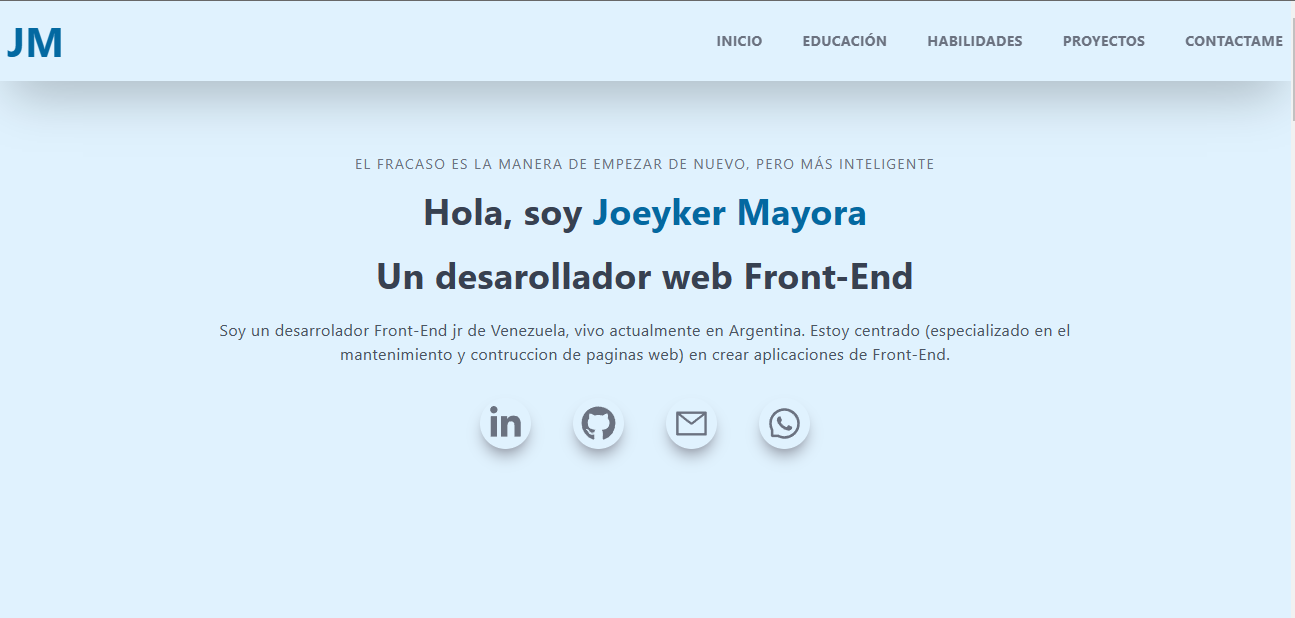 JM
INICIO EDUCACIÓN HABILIDADES PROYECTOS CONTACTAME
EL FRACASO ES LA MANERA DE EMPEZAR DE NUEVO, PERO MÁS INTELIGENTE
Hola, soy Joeyker Mayora
Un desarollador web Front-End
Soy un desarrolador Front-End jr de Venezuela, vivo actualmente en Argentina. Estoy centrado (especializado en el
mantenimiento y contruccion de paginas web) en crear aplicaciones de Front-End.
in